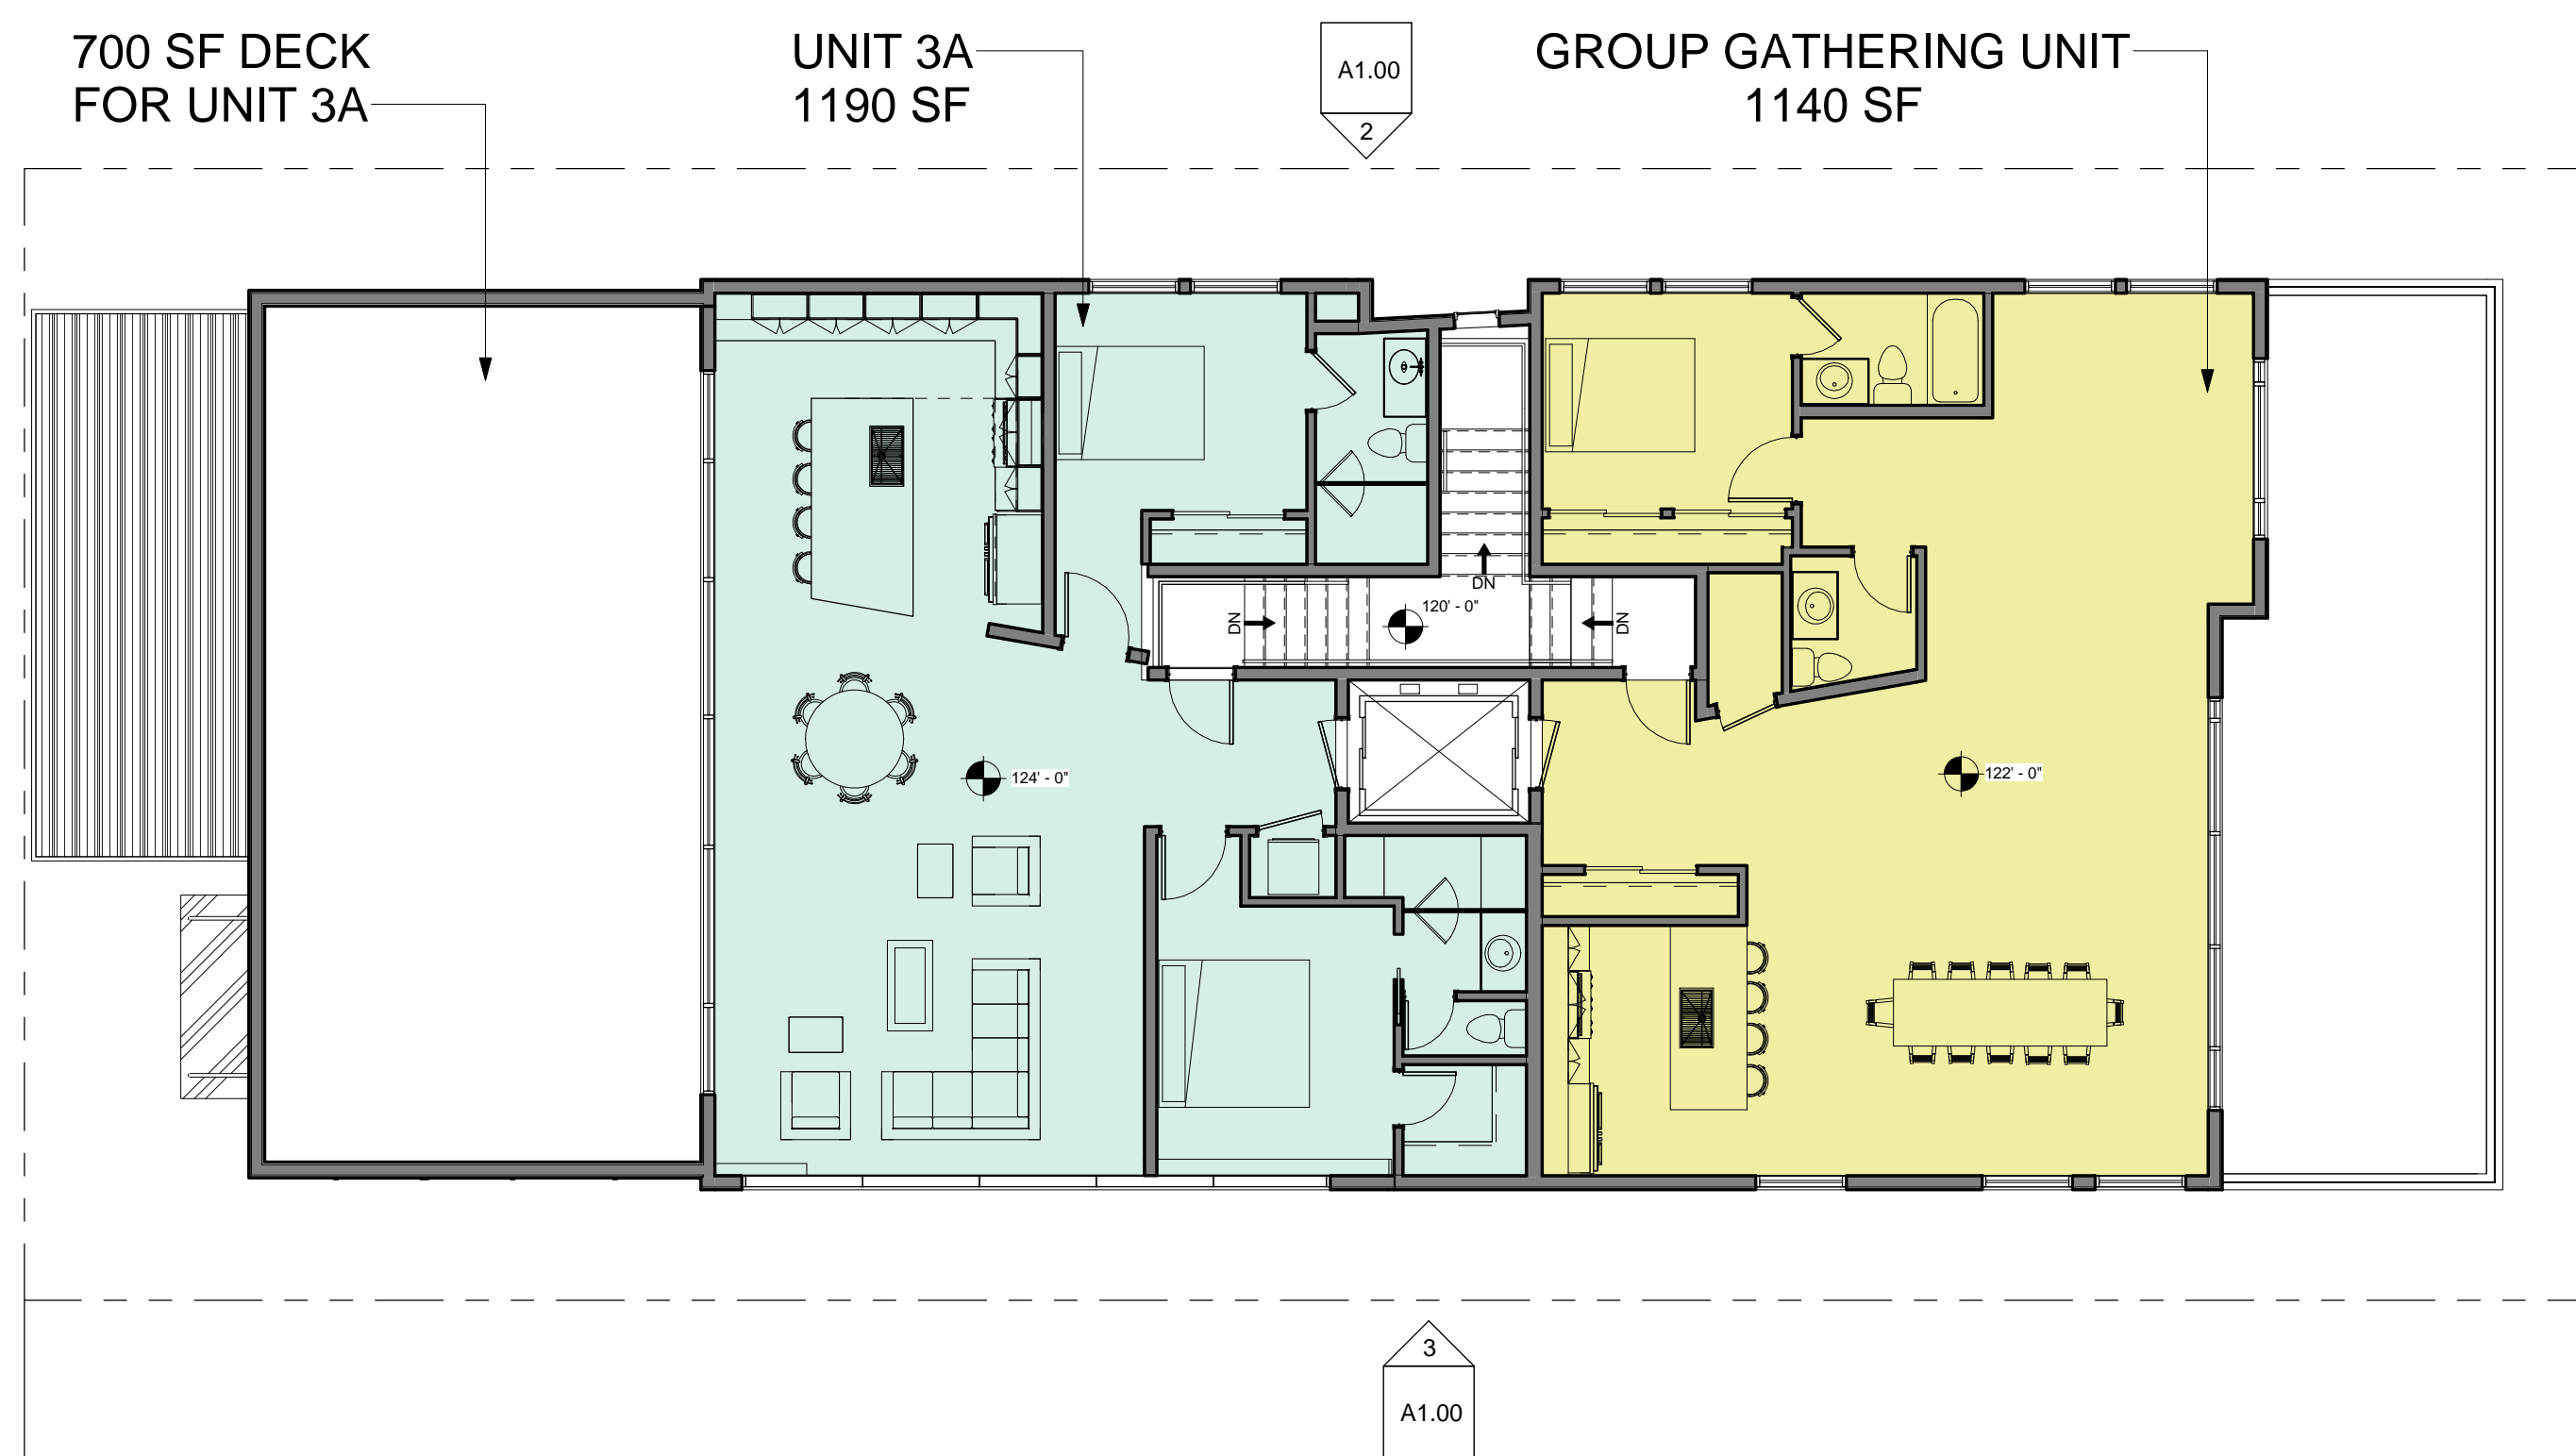 700 SF DECK
FOR UNIT 3A
UNIT 3A
1190 SF
A1.00
2
GROUP GATHERING UNIT
1140 SF
DN
120' - 0"
DN
DN
124' - 0"
122' - 0"
3
A1.00